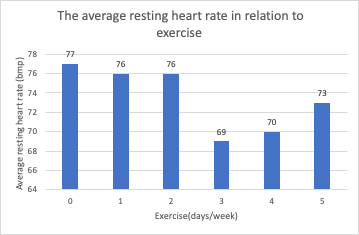 The average resting heart rate in relation to
exercise
Average resting heart rate (bmp)
78
76
74
72
70
68
66
64
77
76
76
69
70
73
0 1 2 3 4 5
Exercise(days/week)